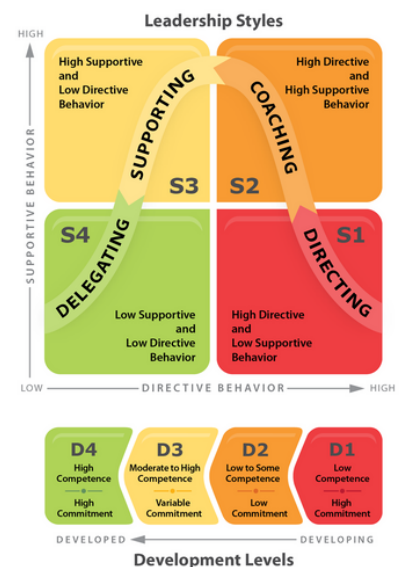 Leadership Styles
HIGH
High Supportive
and
Low Directive
Behavior
SUPPORTING
S3
COACHING
High Directive
and
High Supportive
Behavior
S2
SUPPORTIVE BEHAVIOR
S4
DELEGATING
Low Supportive
and
Low Directive
Behavior
S1
DIRECTING
High Directive
and
Low Supportive
Behavior
LOW
DIRECTIVE BEHAVIOR
HIGH
D4
High
Competence
High
Commitment
D3
Moderate to High
Competence
Variable
Commitment
D2
Low to Some
Competence
Low
Commitment
D1
Low
Competence
High
Commitment
DEVELOPED
DEVELOPING
Development Levels